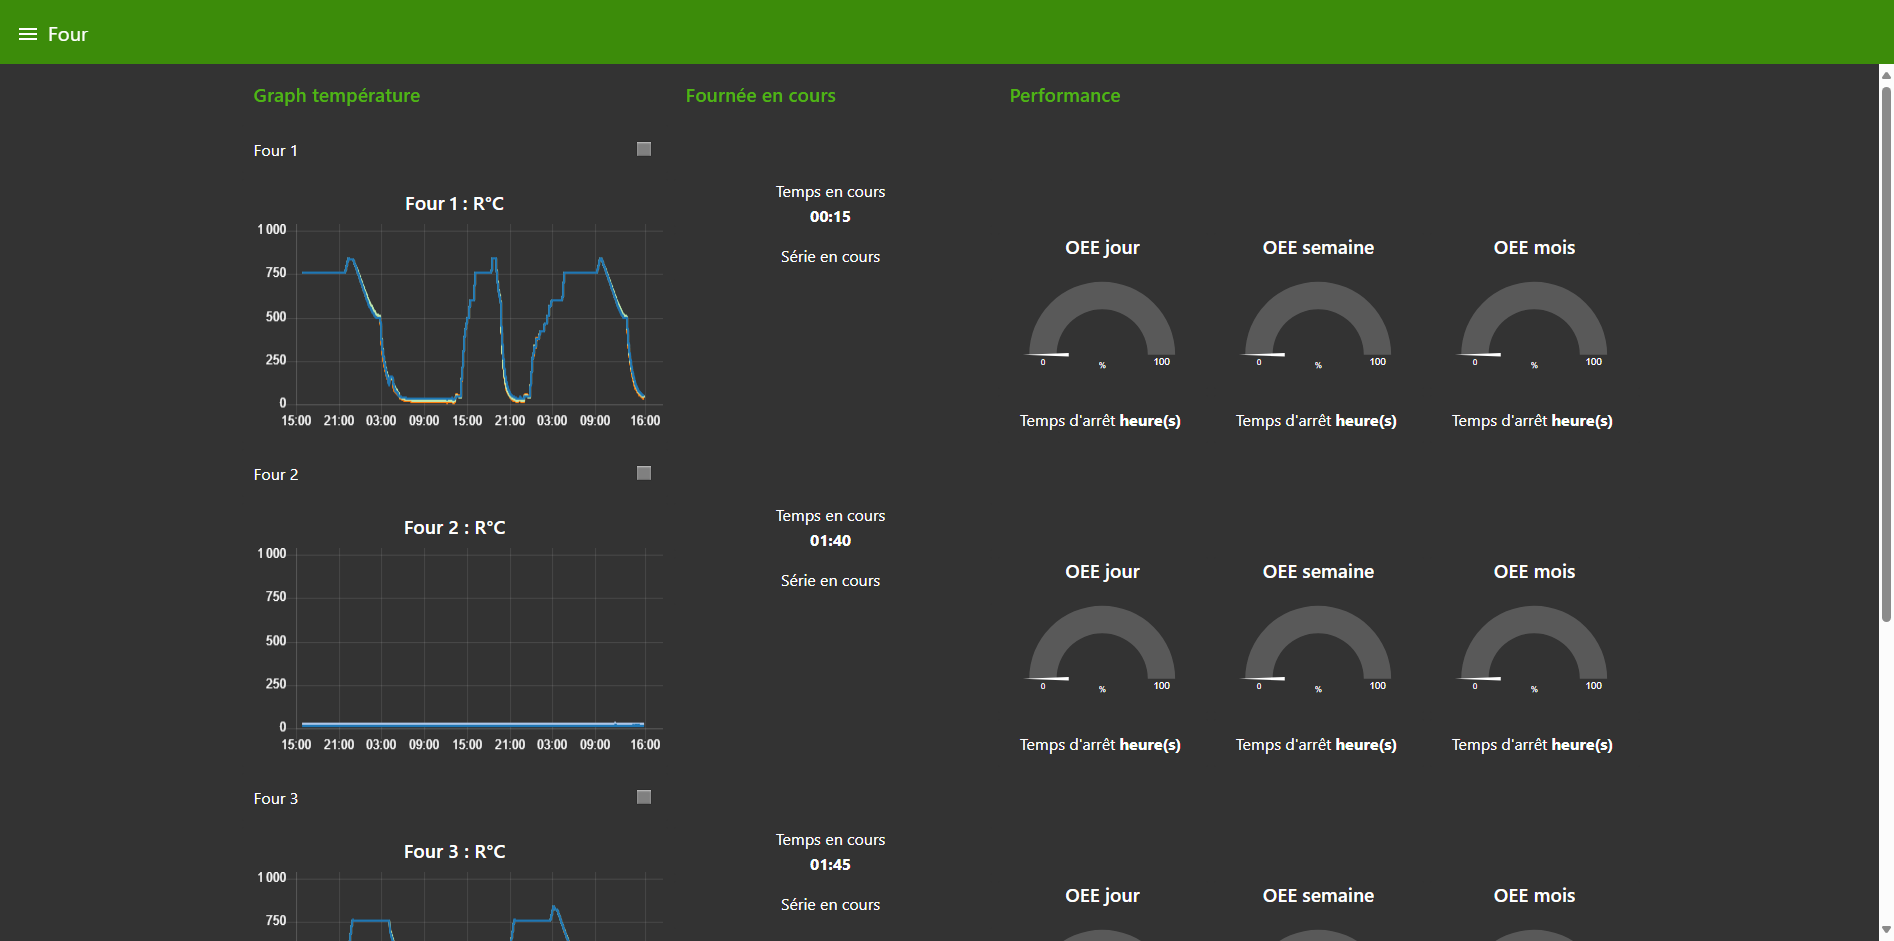 Four
Graph température
Fournée en cours
Performance
Four 1
Four 1 : R°C
1 000
750
500
250
0
15:00 21:00 03:00 09:00 15:00 21:00 03:00 09:00 16:00
Temps en cours
00:15
Série en cours
OEE jour
0 % 100
Temps d'arrêt heure(s)
OEE semaine
0 % 100
Temps d'arrêt heure(s)
OEE mois
0 % 100
Temps d'arrêt heure(s)
Four 2
Four 2 : R°C
1 000
750
500
250
0
15:00 21:00 03:00 09:00 15:00 21:00 03:00 09:00 16:00
Temps en cours
01:40
Série en cours
OEE jour
0 % 100
Temps d'arrêt heure(s)
OEE semaine
0 % 100
Temps d'arrêt heure(s)
OEE mois
0 % 100
Temps d'arrêt heure(s)
Four 3
Four 3 : R°C
1 000
750
Temps en cours
01:45
Série en cours
OEE jour
OEE semaine
OEE mois